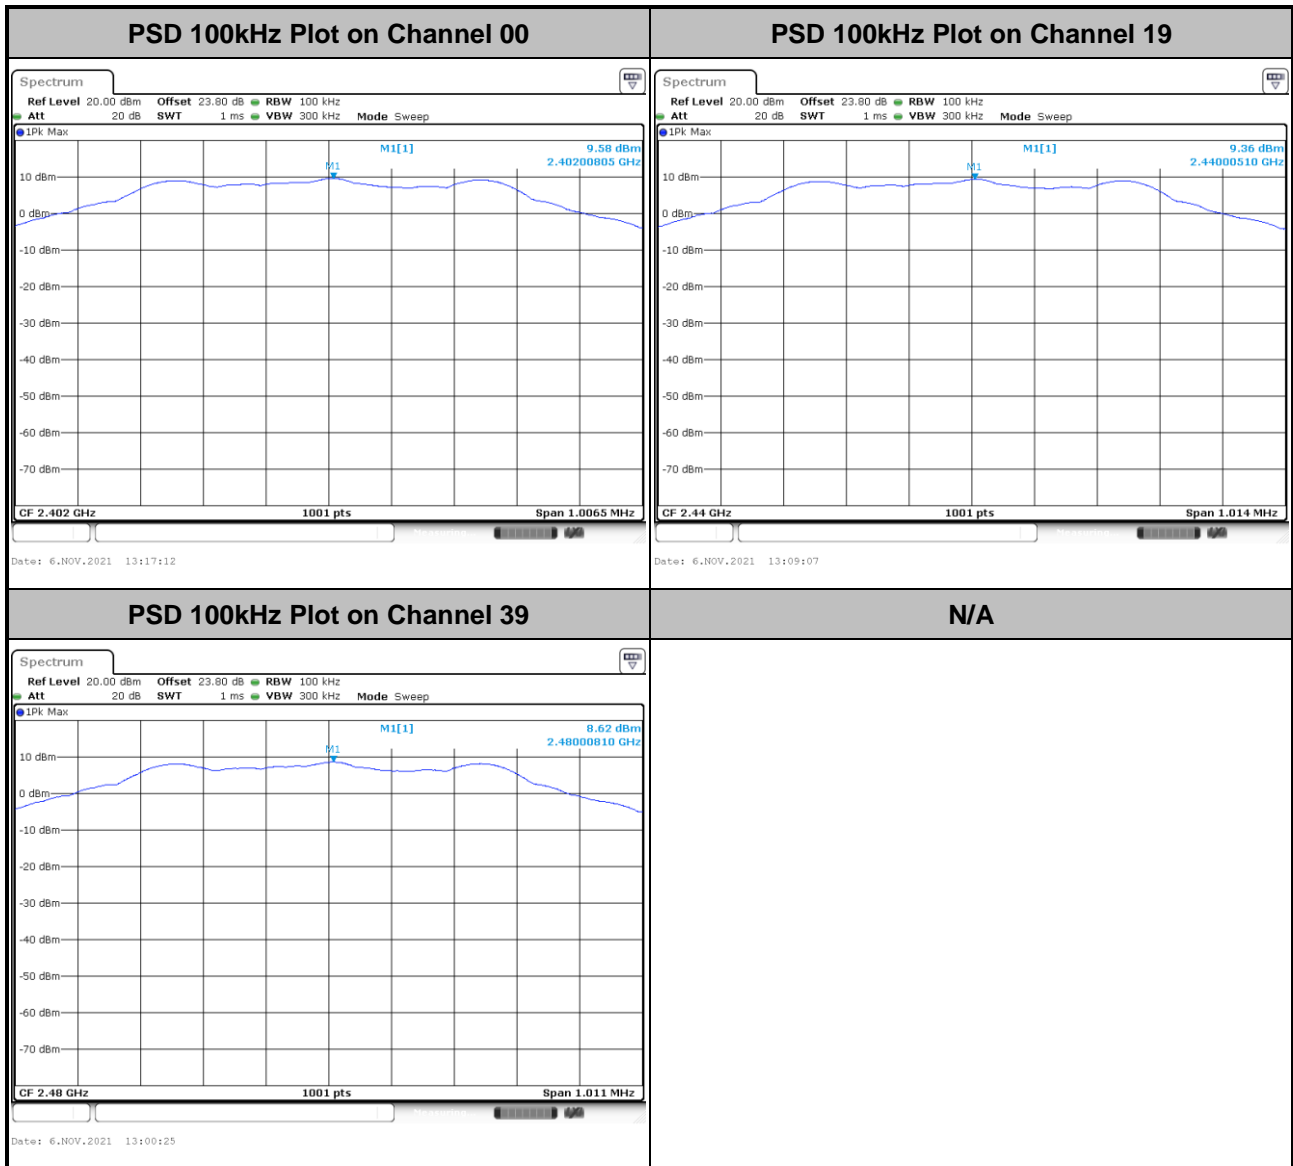 PSD 100kHz Plot on Channel 00
Spectrum
Ref Level 20.00 dBm Offset 23.80 dB RBW 100 kHz
Att 20 dB SWT 1 ms VBW 300 kHz Mode Sweep
1Pk Max
M1[1] 9.58 dBm
2.40200805 GHz
M1
10 dBm
0 dBm
-10 dBm
-20 dBm
-30 dBm
-40 dBm
-50 dBm
-60 dBm
-70 dBm
CF 2.402 GHz 1001 pts Span 1.0065 MHz
Measuring
Date: 6.NOV.2021 13:17:12
PSD 100kHz Plot on Channel 19
Spectrum
Ref Level 20.00 dBm Offset 23.80 dB RBW 100 kHz
Att 20 dB SWT 1 ms VBW 300 kHz Mode Sweep
1Pk Max
M1[1] 9.36 dBm
2.44000510 GHz
M1
10 dBm
0 dBm
-10 dBm
-20 dBm
-30 dBm
-40 dBm
-50 dBm
-60 dBm
-70 dBm
CF 2.44 GHz 1001 pts Span 1.014 MHz
Measuring
Date: 6.NOV.2021 13:09:07
PSD 100kHz Plot on Channel 39
Spectrum
Ref Level 20.00 dBm Offset 23.80 dB RBW 100 kHz
Att 20 dB SWT 1 ms VBW 300 kHz Mode Sweep
1Pk Max
M1[1] 8.62 dBm
2.48000810 GHz
M1
10 dBm
0 dBm
-10 dBm
-20 dBm
-30 dBm
-40 dBm
-50 dBm
-60 dBm
-70 dBm
CF 2.48 GHz 1001 pts Span 1.011 MHz
Measuring
Date: 6.NOV.2021 13:00:25
N/A